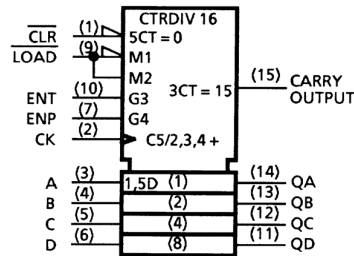 CTRDIV 16
CLR (1) 5CT = 0
LOAD (9) M1
M2
(15) CARRY OUTPUT
ENT (10) G3 3CT = 15
ENP (7) G4
CK (2) C5/2,3,4 +
A (3) 1,5D (1) (14) QA
B (4) (2) (13) QB
C (5) (4) (12) QC
D (6) (8) (11) QD